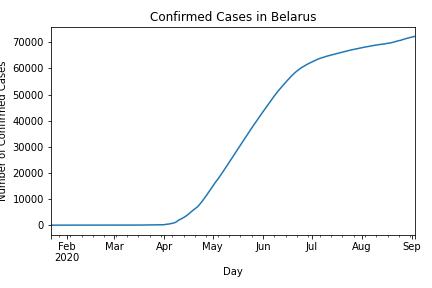 Confirmed Cases in Belarus
Number of Confirmed Cases
70000
60000
50000
40000
30000
20000
10000
0
Feb Mar Apr May Jun Jul Aug Sep
2020
Day